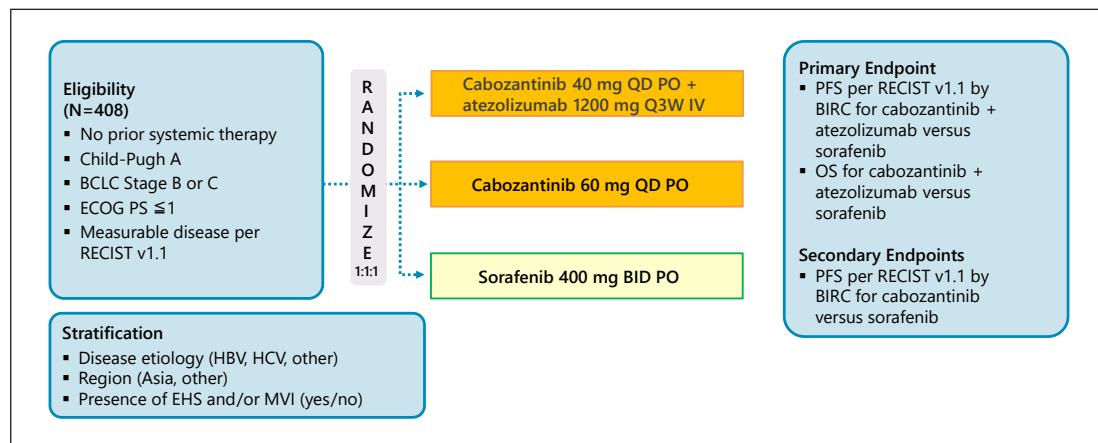 Eligibility
(N=408)
▪ No prior systemic therapy
▪ Child-Pugh A
▪ BCLC Stage B or C
▪ ECOG PS ≦1
▪ Measurable disease per
RECIST v1.1
Stratification
▪ Disease etiology (HBV, HCV, other)
▪ Region (Asia, other)
▪ Presence of EHS and/or MVI (yes/no)
R
A
N
D
O
M
I
Z
E
1:1:1
Cabozantinib 40 mg QD PO +
atezolizumab 1200 mg Q3W IV
Cabozantinib 60 mg QD PO
Sorafenib 400 mg BID PO
Primary Endpoint
▪ PFS per RECIST v1.1 by
BIRC for cabozantinib +
atezolizumab versus
sorafenib
▪ OS for cabozantinib +
atezolizumab versus
sorafenib
Secondary Endpoints
▪ PFS per RECIST v1.1 by
BIRC for cabozantinib
versus sorafenib